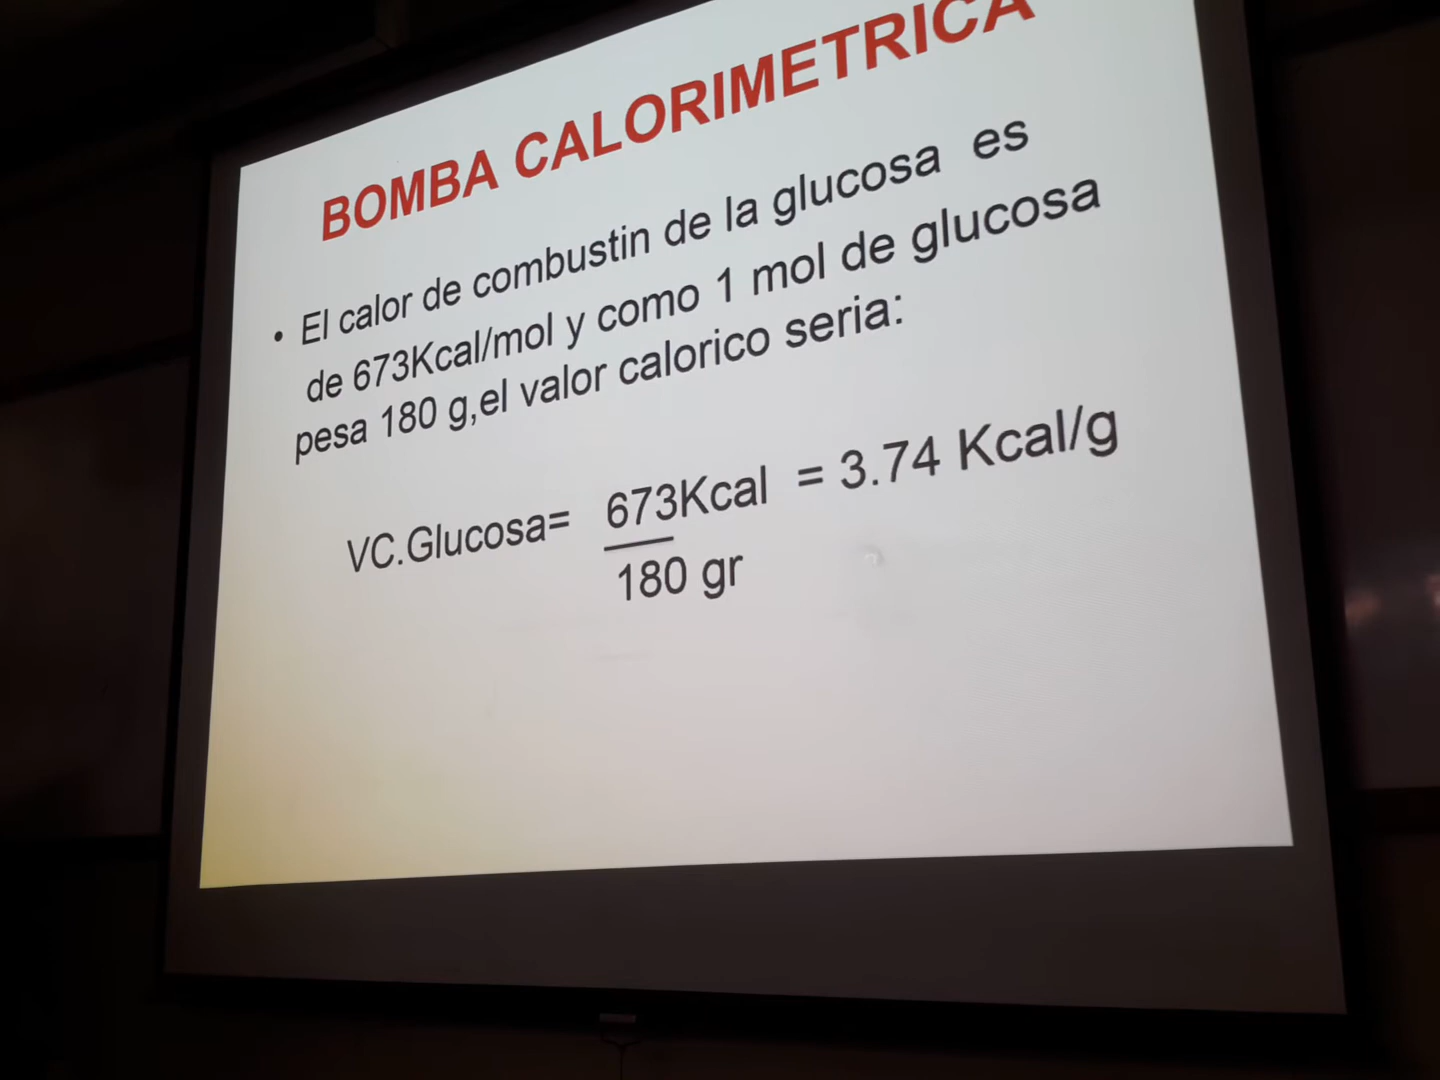 BOMBA CALORIMETRICA
• El calor de combustin de la glucosa es
de 673Kcal/mol y como 1 mol de glucosa
pesa 180 g,el valor calorico seria:
VC.Glucosa= 673Kcal = 3.74 Kcal/g
180 gr